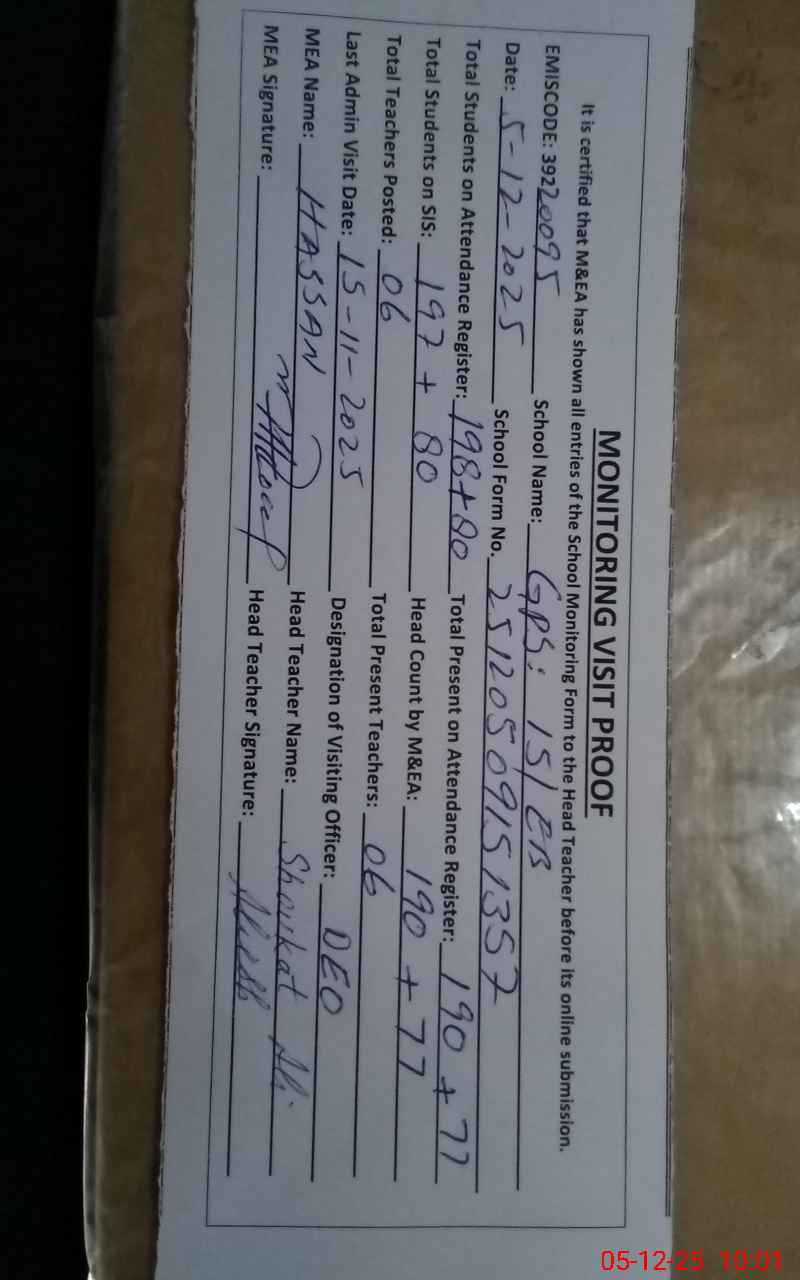 MONITORING VISIT PROOF
It is certified that M&EA has shown all entries of the School Monitoring Form to the Head Teacher before its online submission.
EMISCODE: 39220095 School Name: GPS: 151 EB
Date: 5-12-2025 School Form No. 25120509151357
Total Students on Attendance Register: 198+80 Total Present on Attendance Register: 190 + 77
Total Students on SIS: 197 + 80 Head Count by M&EA: 190 + 77
Total Teachers Posted: 06 Total Present Teachers: 06
Last Admin Visit Date: 15-11-2025 Designation of Visiting Officer: DEO
MEA Name: HASSAN Head Teacher Name: Shoukat Ali
MEA Signature: Head Teacher Signature:
05-12-25 10:01